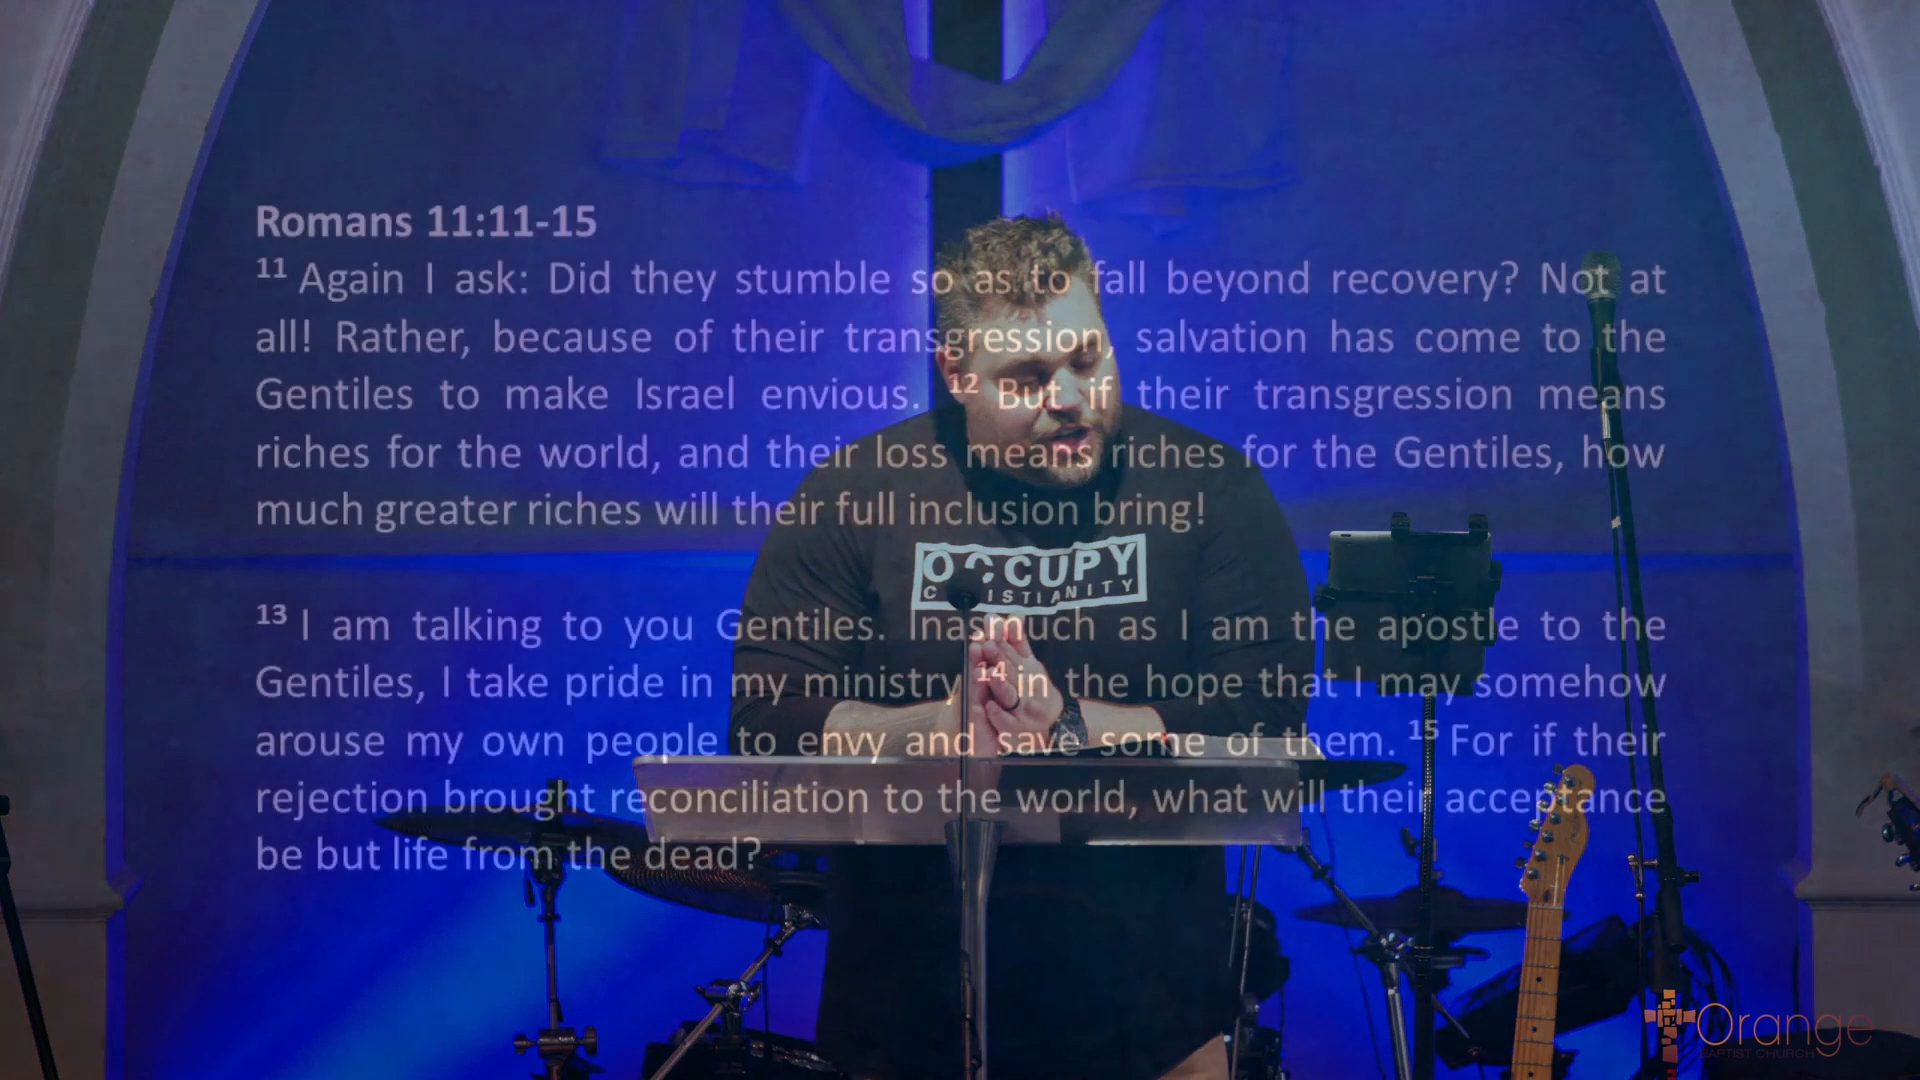 Romans 11:11-15
11 Again I ask: Did they stumble so as to fall beyond recovery? Not at
all! Rather, because of their transgression, salvation has come to the
Gentiles to make Israel envious. 12 But if their transgression means
riches for the world, and their loss means riches for the Gentiles, how
much greater riches will their full inclusion bring!
OCCUPY
C ISTIANITY
13 I am talking to you Gentiles. Inasmuch as I am the apostle to the
Gentiles, I take pride in my ministry 14 in the hope that I may somehow
arouse my own people to envy and save some of them. 15 For if their
rejection brought reconciliation to the world, what will their acceptance
be but life from the dead?
Orange
BAPTIST CHURCH